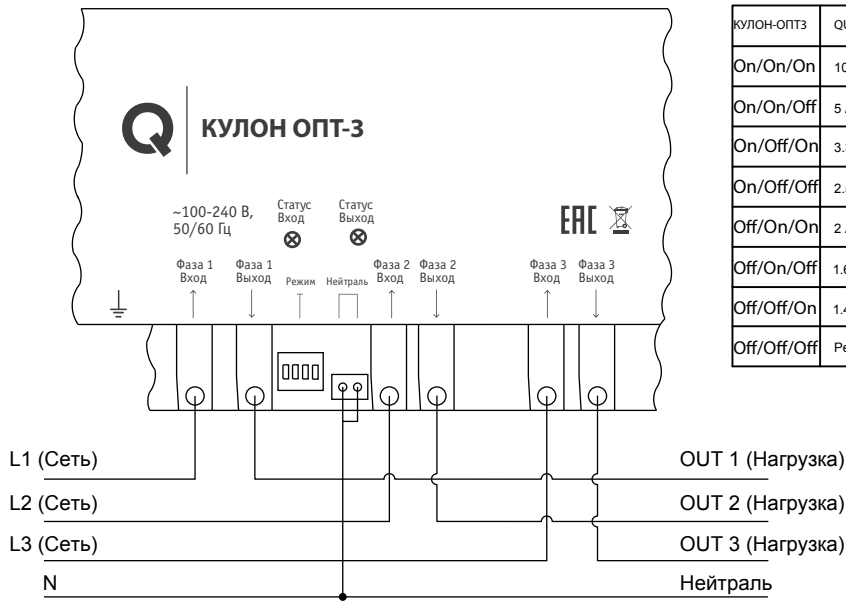 КУЛОН ОПТ-3
~100-240 В,
50/60 Гц
Статус
Вход
Статус
Выход
EAC
Фаза 1
Вход
Фаза 1
Выход
Режим
Нейтраль
Фаза 2
Вход
Фаза 2
Выход
Фаза 3
Вход
Фаза 3
Выход
КУЛОН-ОПТ3
On/On/On
On/On/Off
On/Off/On
On/Off/Off
Off/On/On
Off/On/Off
Off/Off/On
Off/Off/Off
L1 (Сеть) OUT 1 (Нагрузка)
L2 (Сеть) OUT 2 (Нагрузка)
L3 (Сеть) OUT 3 (Нагрузка)
N Нейтраль